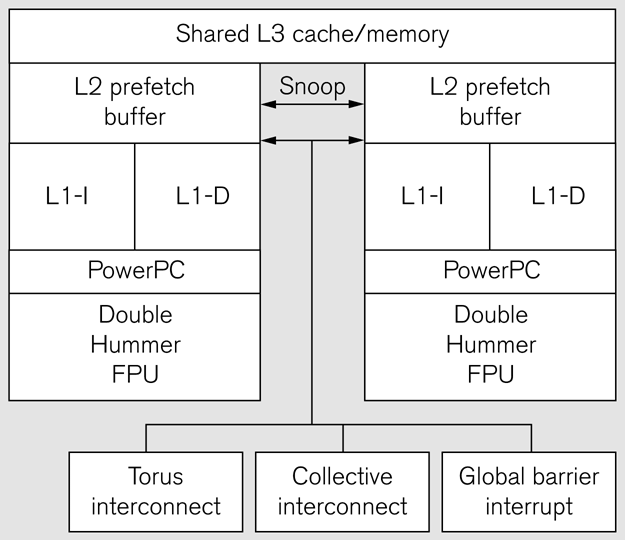 Shared L3 cache/memory
L2 prefetch
buffer
Snoop
L2 prefetch
buffer
L1-I
L1-D
L1-I
L1-D
PowerPC
PowerPC
Double
Hummer
FPU
Double
Hummer
FPU
Torus
interconnect
Collective
interconnect
Global barrier
interrupt